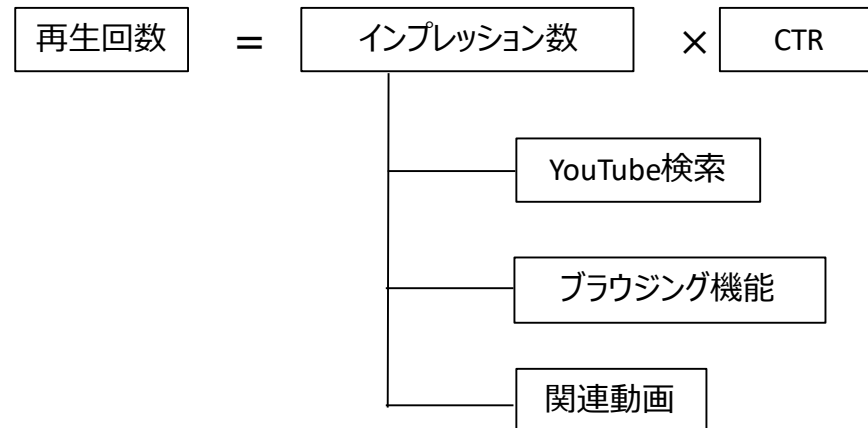 再生回数 = インプレッション数 × CTR
YouTube検索
ブラウジング機能
関連動画